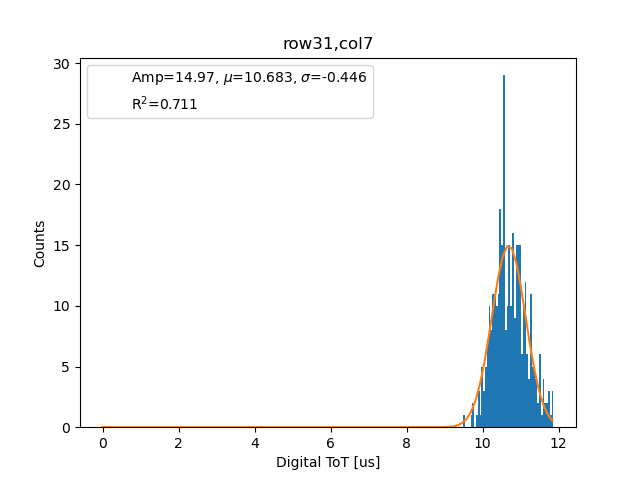 row31,col7
Amp=14.97, μ=10.683, σ=-0.446
R²=0.711
30
25
20
15
10
5
0
Counts
0 2 4 6 8 10 12
Digital ToT [us]